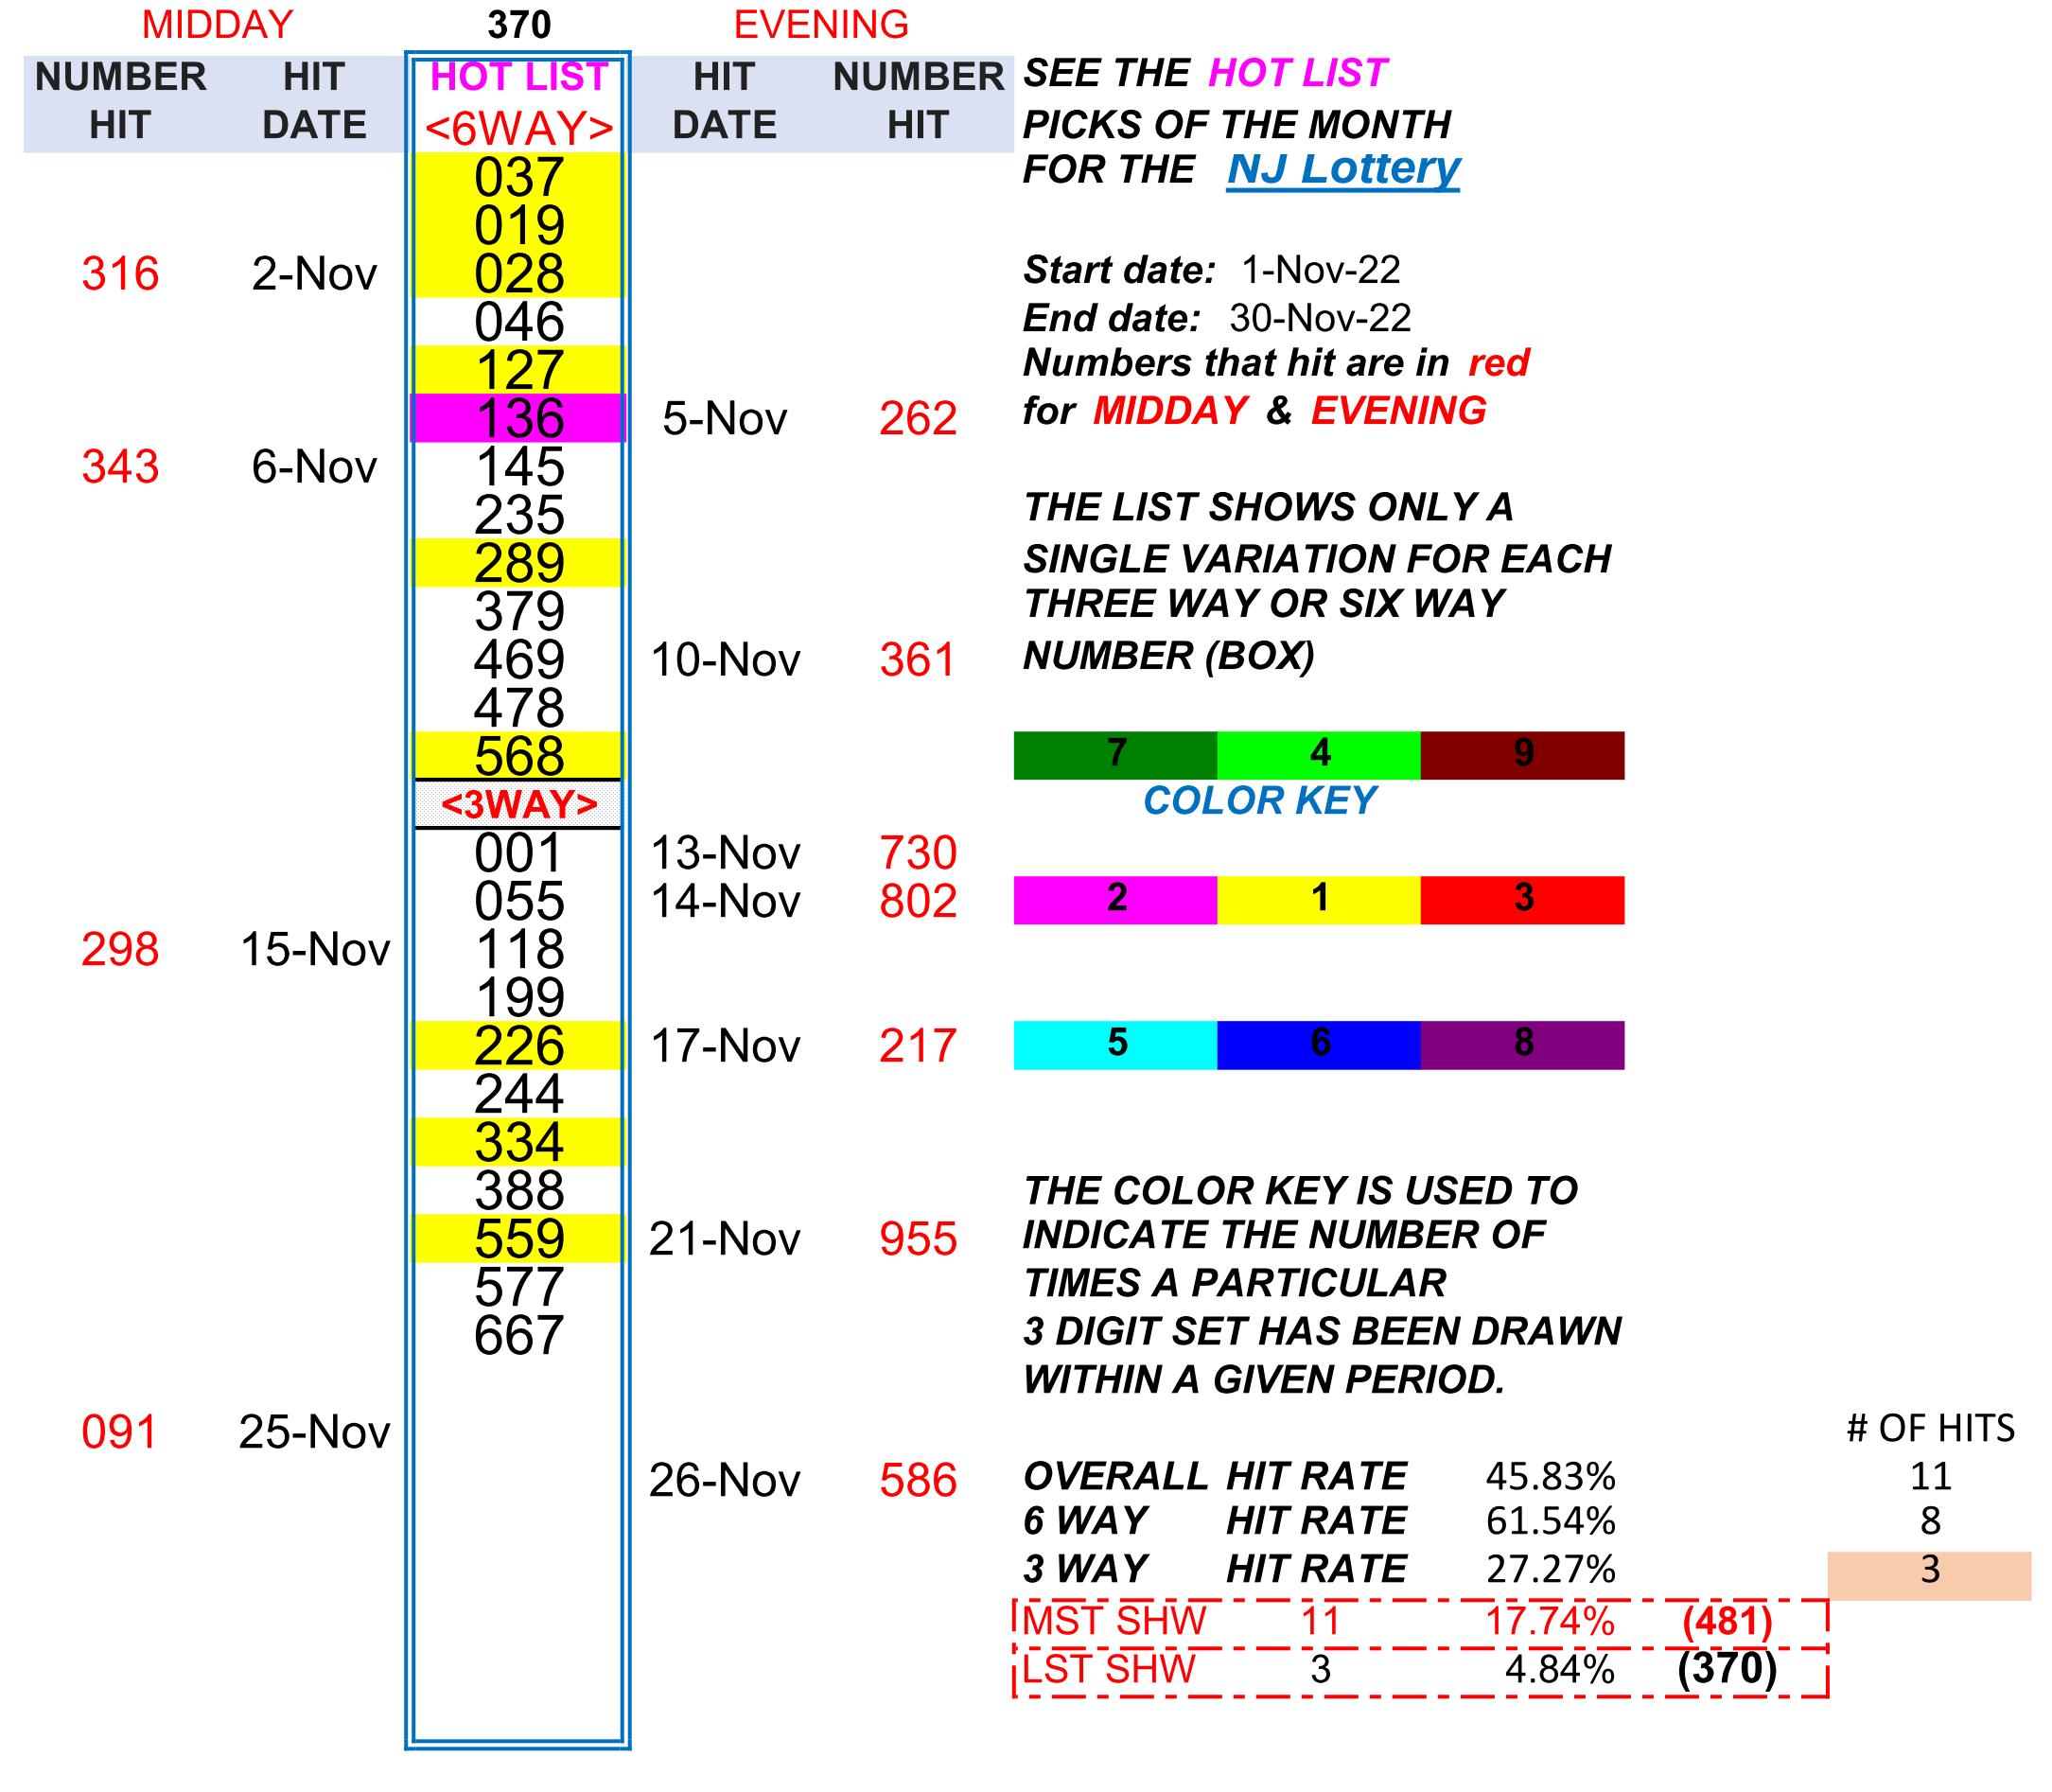 MIDDAY 370 EVENING
NUMBER HIT HOT LIST HIT NUMBER SEE THE HOT LIST
HIT DATE <6WAY> DATE HIT PICKS OF THE MONTH
037 FOR THE NJ Lottery
019
316 2-Nov 028 Start date: 1-Nov-22
046 End date: 30-Nov-22
127 Numbers that hit are in red
136 5-Nov 262 for MIDDAY & EVENING
343 6-Nov 145
235 THE LIST SHOWS ONLY A
289 SINGLE VARIATION FOR EACH
379 THREE WAY OR SIX WAY
469 10-Nov 361 NUMBER (BOX)
478
568 7 4 9
<3WAY> COLOR KEY
001 13-Nov 730
055 14-Nov 802 2 1 3
298 15-Nov 118
199
226 17-Nov 217 5 6 8
244
334
388 THE COLOR KEY IS USED TO
559 21-Nov 955 INDICATE THE NUMBER OF
577 TIMES A PARTICULAR
667 3 DIGIT SET HAS BEEN DRAWN
WITHIN A GIVEN PERIOD.
091 25-Nov # OF HITS
26-Nov 586 OVERALL HIT RATE 45.83% 11
6 WAY HIT RATE 61.54% 8
3 WAY HIT RATE 27.27% 3
MST SHW 11 17.74% (481)
LST SHW 3 4.84% (370)